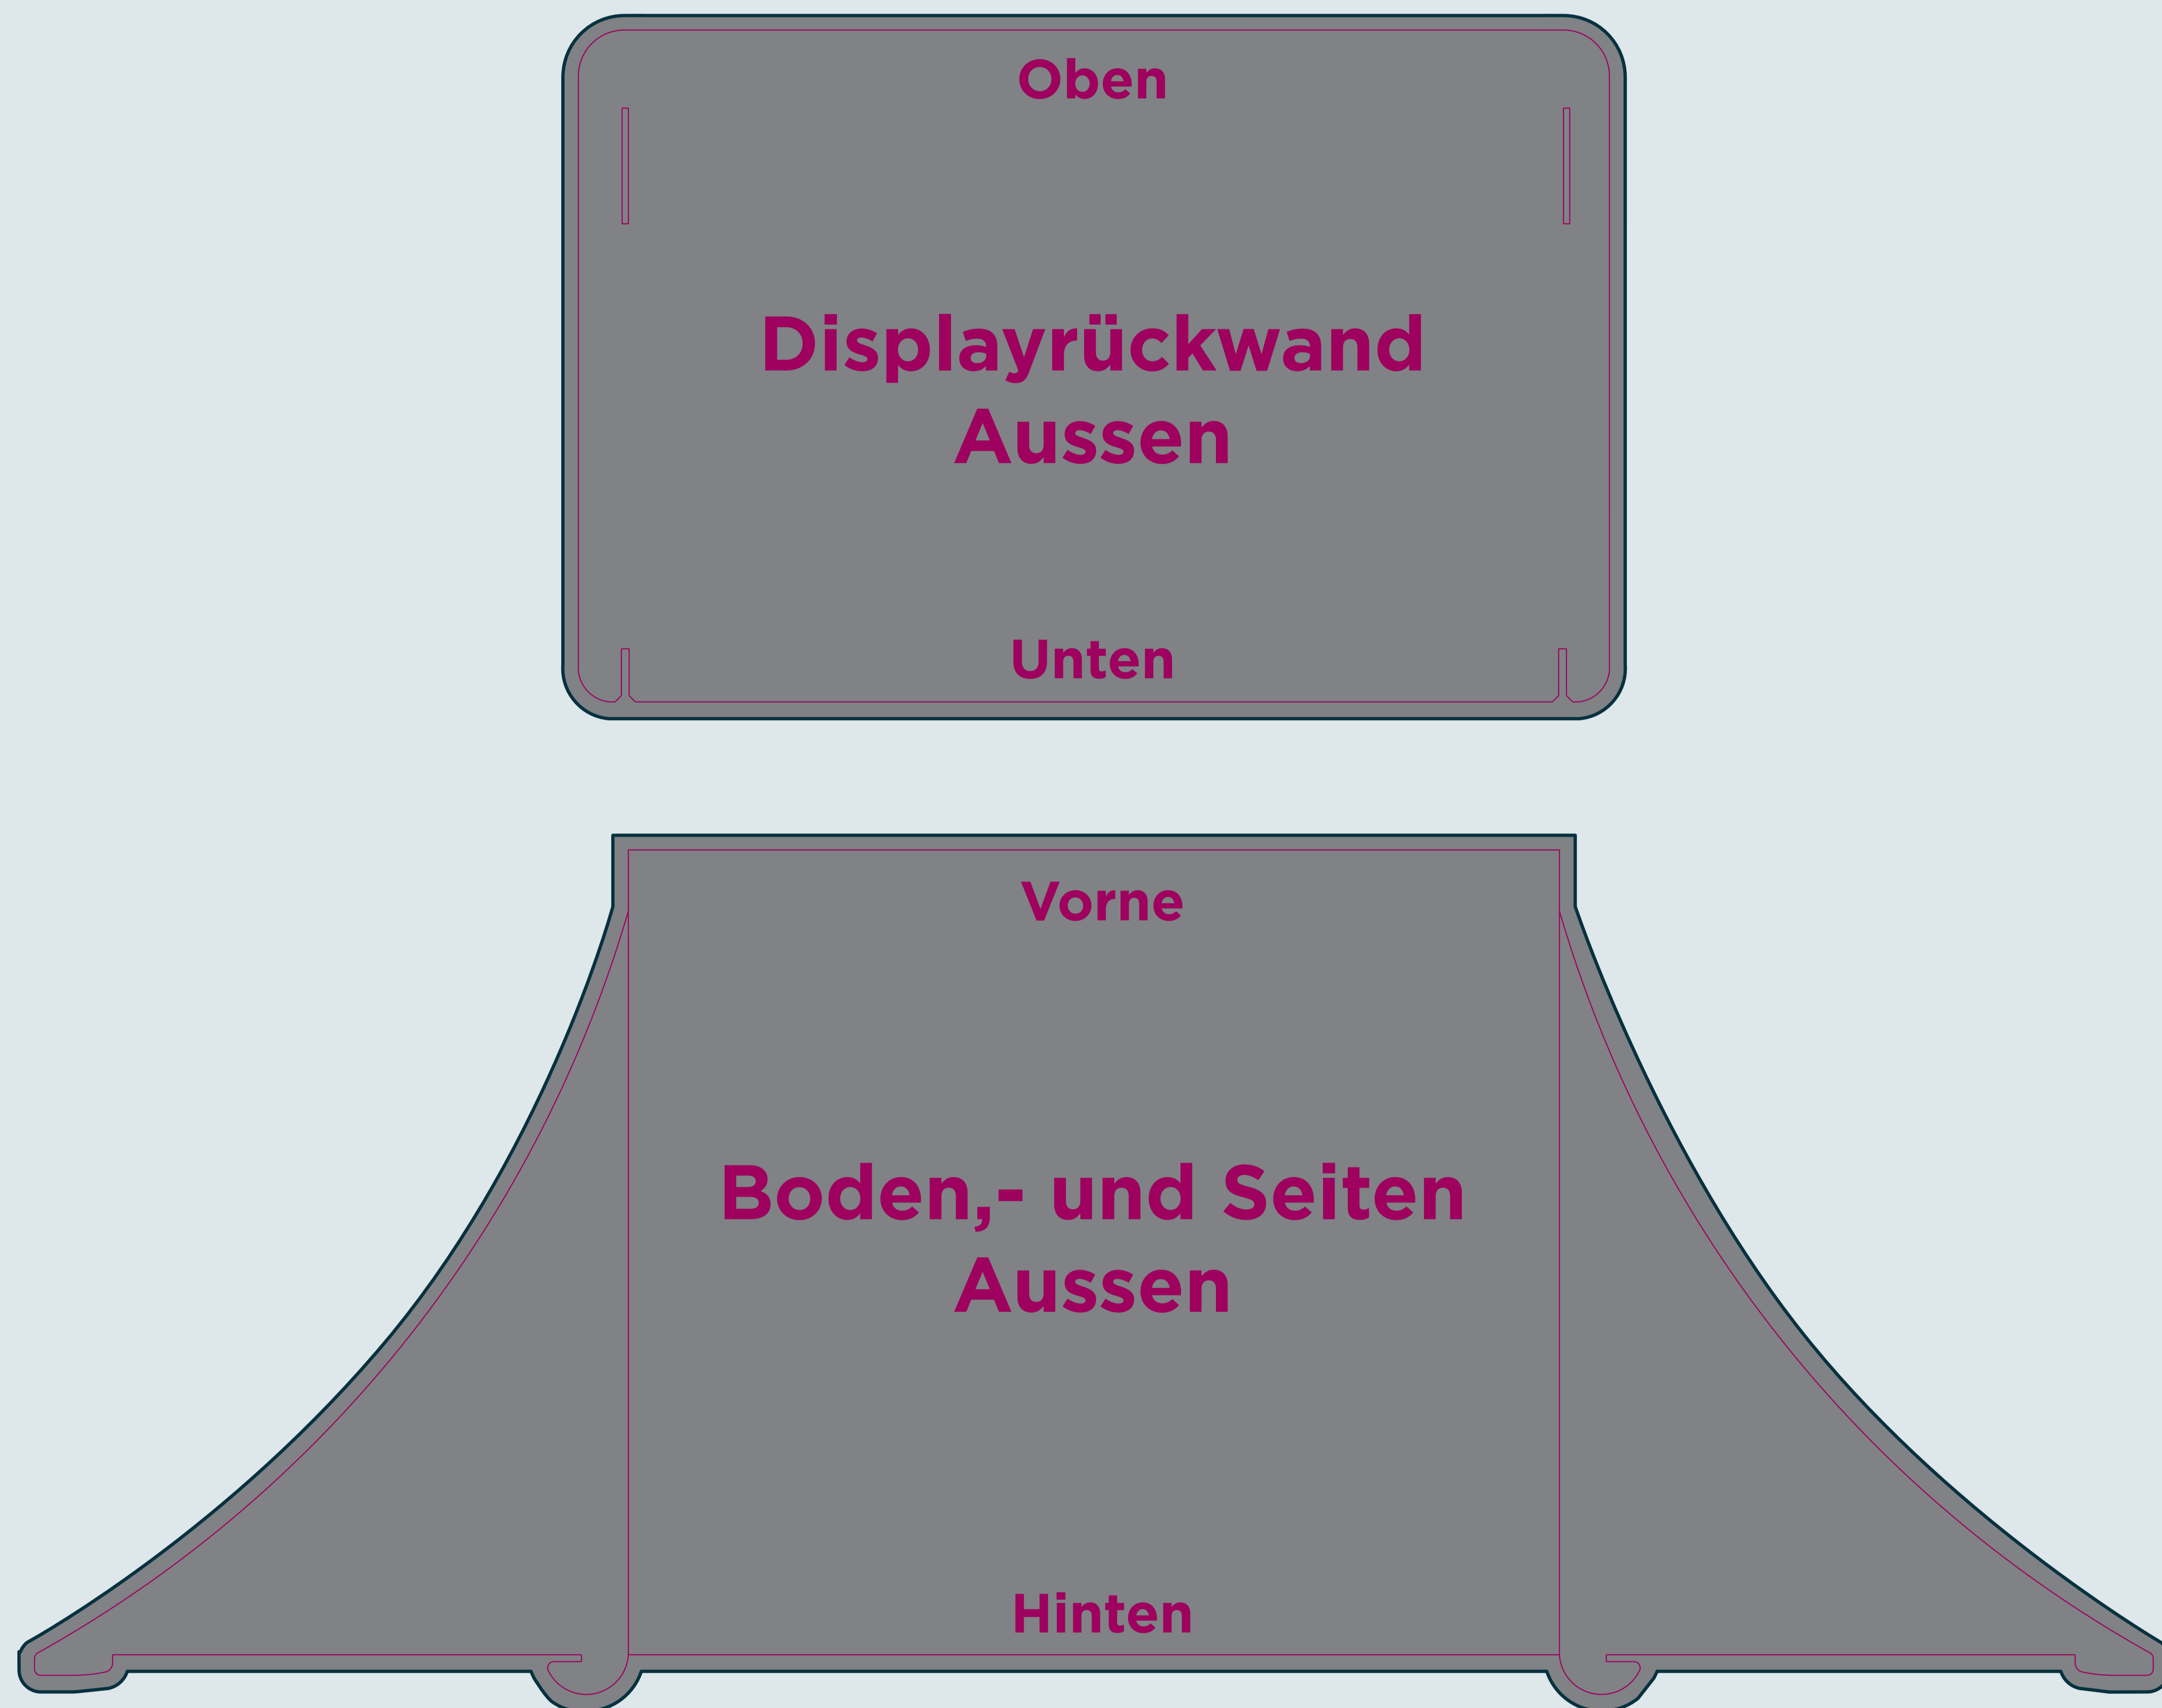 Oben
Displayrückwand
Aussen
Unten
Vorne
Boden,- und Seiten
Aussen
Hinten